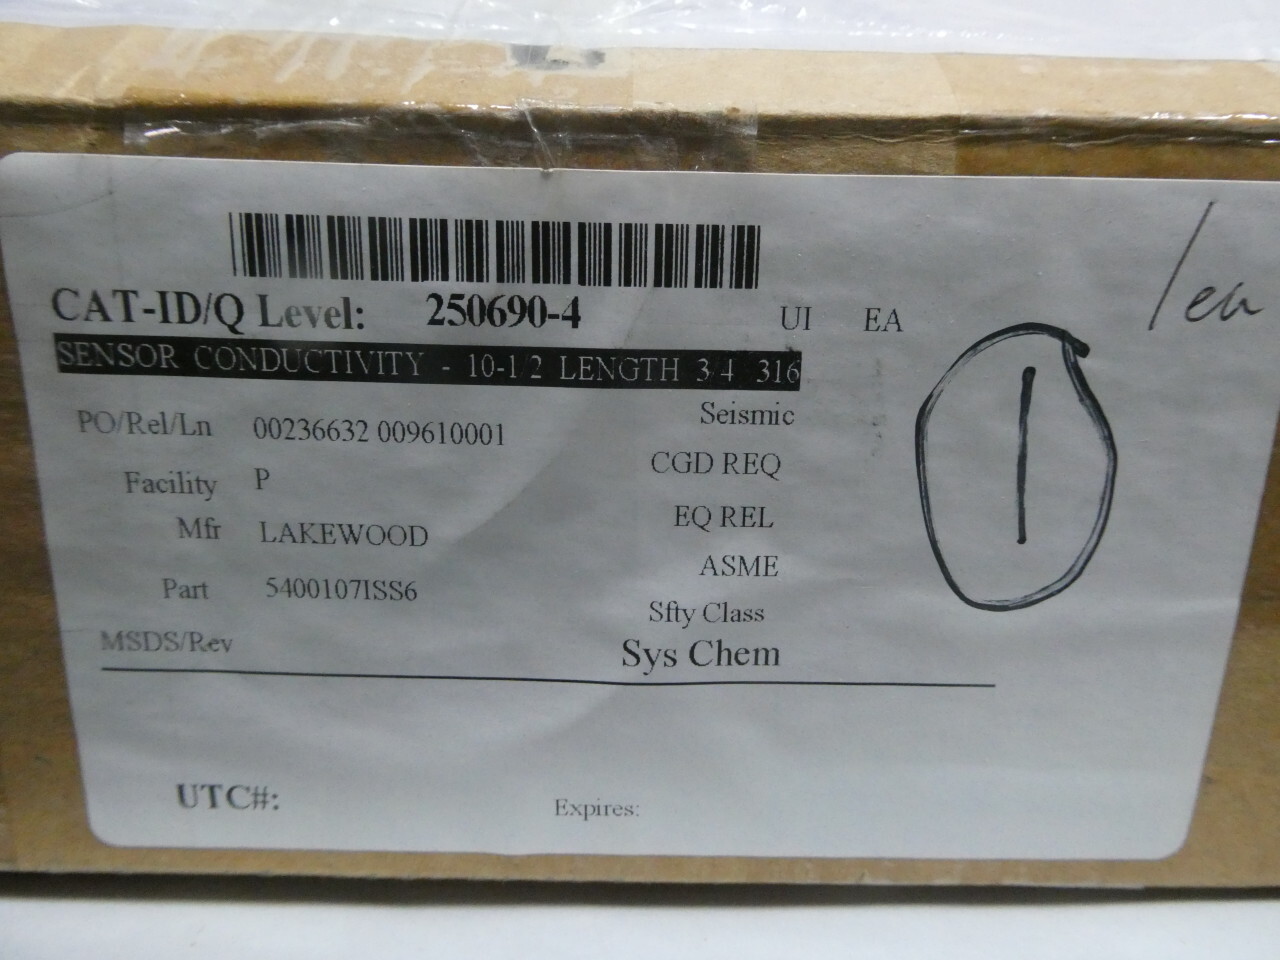 1 ea
CAT-ID/Q Level: 250690-4 UI EA
SENSOR CONDUCTIVITY - 10-1/2 LENGTH 3/4 316
PO/Rel/Ln 00236632 009610001 Seismic
Facility P CGD REQ
Mfr LAKEWOOD EQ REL
Part 5400107ISS6 ASME
Sfty Class
MSDS/Rev Sys Chem
UTC#: Expires:
1